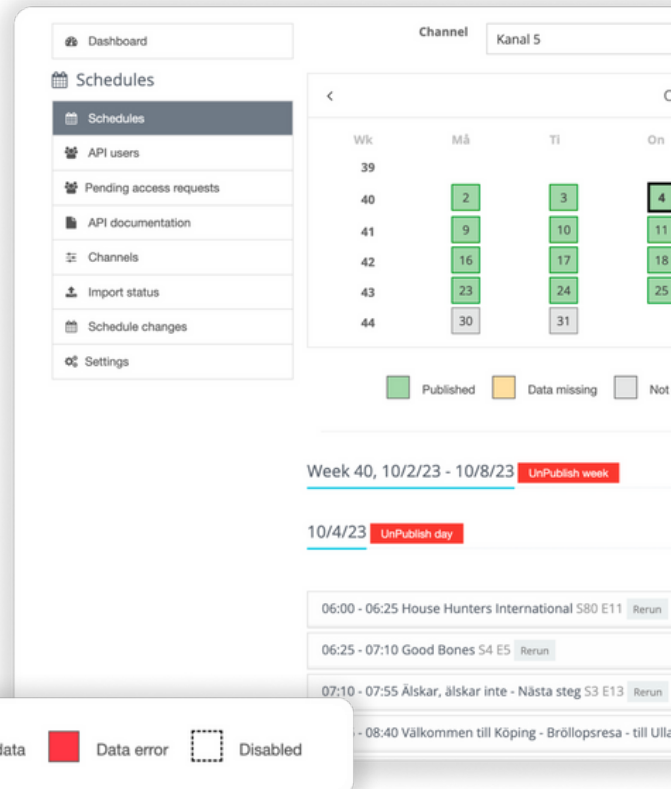 Dashboard
Schedules
Schedules
API users
Pending access requests
API documentation
Channels
Import status
Schedule changes
Settings
Channel Kanal 5
<
Wk Må Ti On
39
40 2 3 4
41 9 10 11
42 16 17 18
43 23 24 25
44 30 31
Published Data missing Not
Week 40, 10/2/23 - 10/8/23 UnPublish week
10/4/23 UnPublish day
06:00 - 06:25 House Hunters International S80 E11 Rerun
06:25 - 07:10 Good Bones S4 E5 Rerun
07:10 - 07:55 Älskar, älskar inte - Nästa steg S3 E13 Rerun
- 08:40 Välkommen till Köping - Bröllopsresa - till Ulla
Data error Disabled